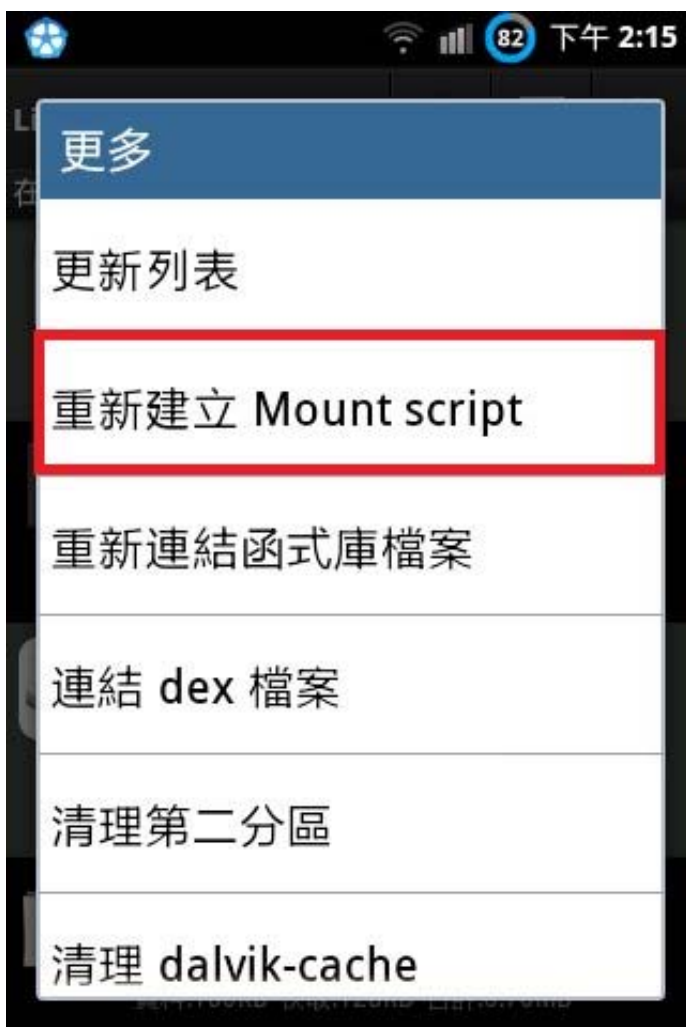 82 下午 2:15
Li
在
更多
更新列表
重新建立 Mount script
重新連結函式庫檔案
連結 dex 檔案
清理第二分區
清理 dalvik-cache